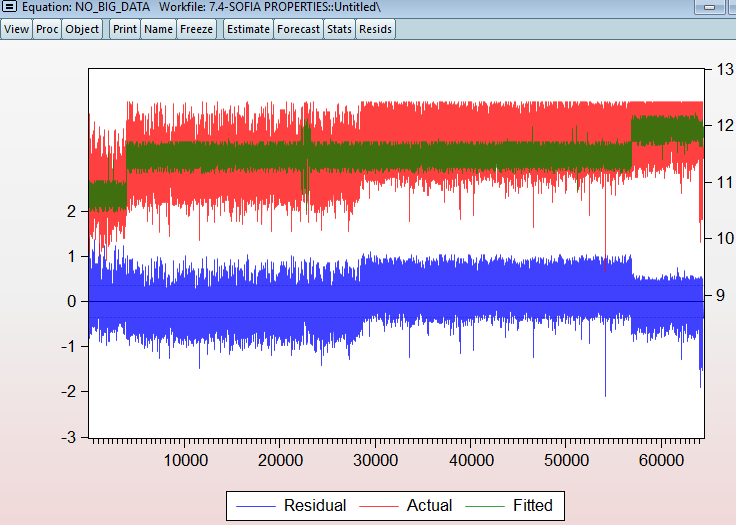 Equation: NO_BIG_DATA Workfile: 7.4-SOFIA PROPERTIES::Untitled\
View Proc Object Print Name Freeze Estimate Forecast Stats Resids
13
12
11
10
9
2
1
0
-1
-2
-3
10000 20000 30000 40000 50000 60000
Residual Actual Fitted